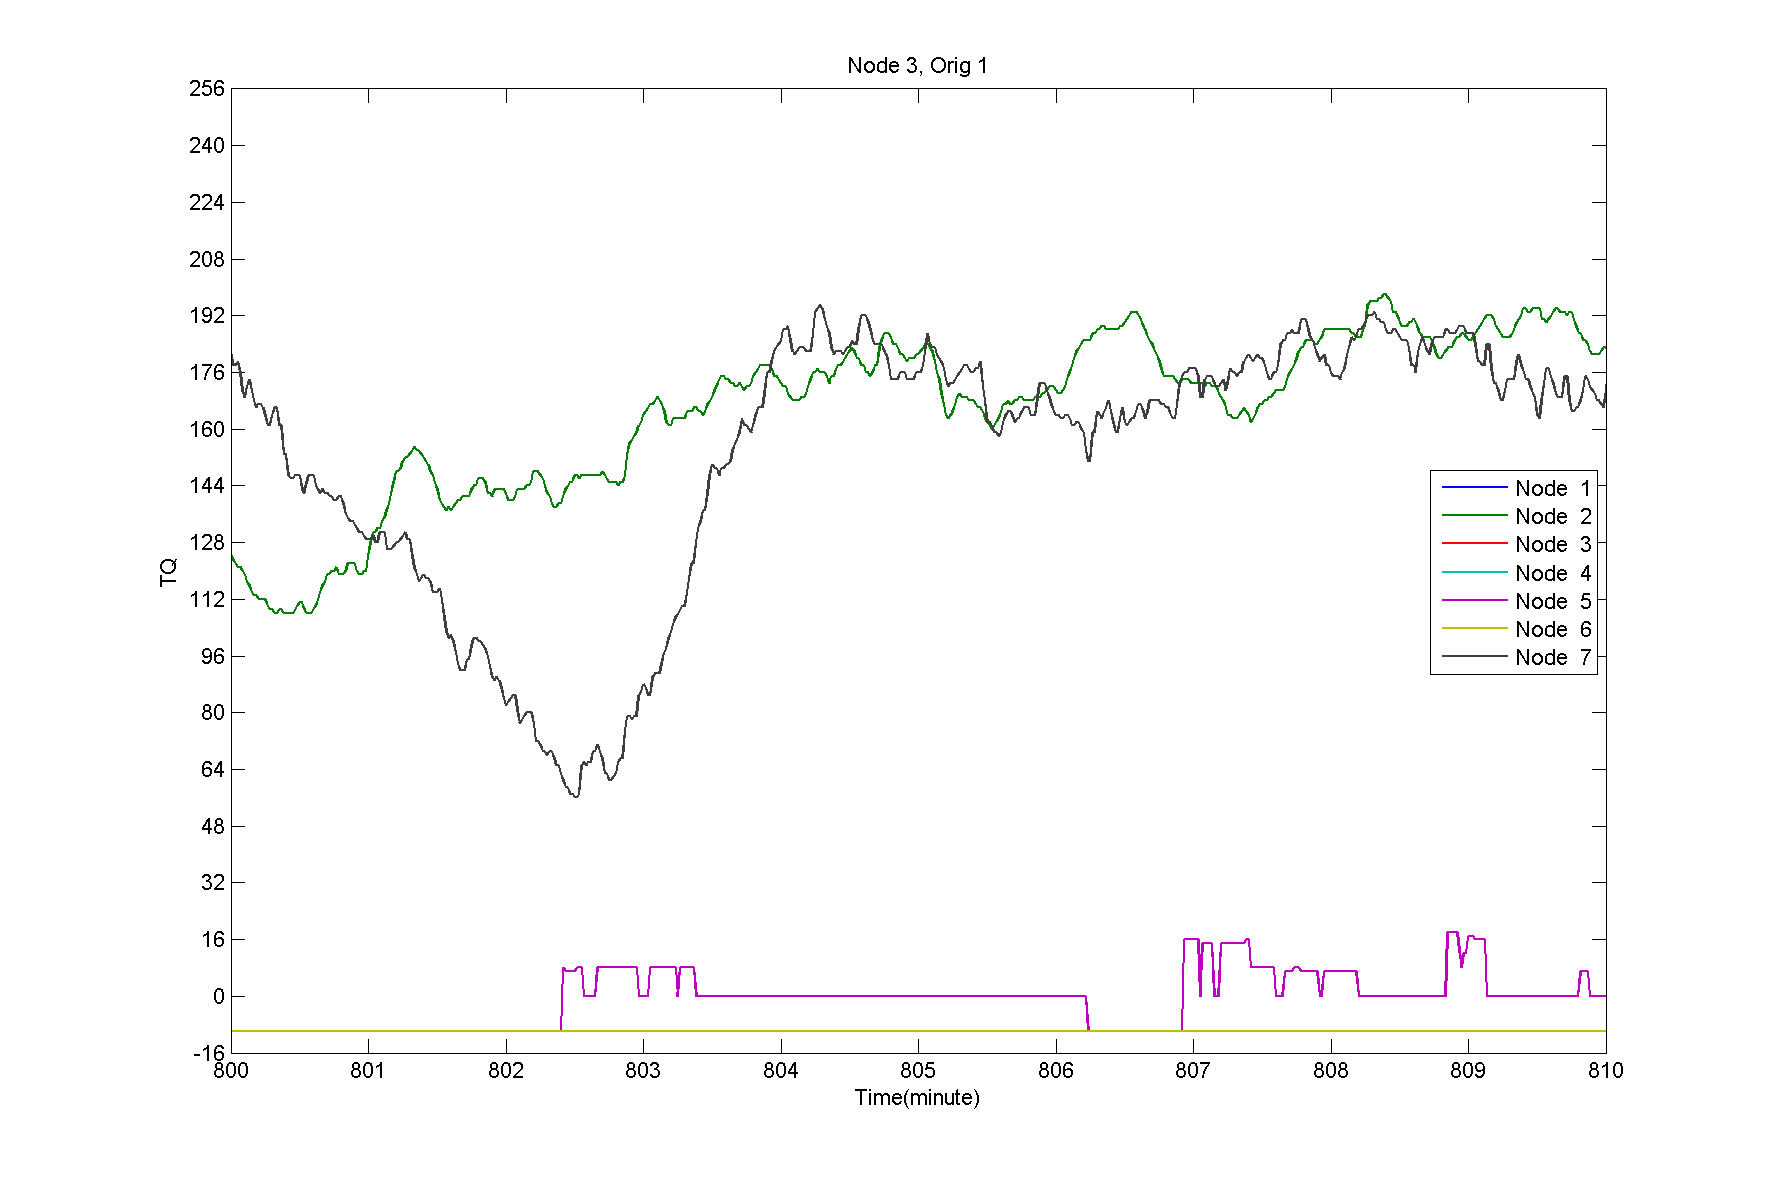 Node 3, Orig 1
256
240
224
208
192
176
160
144
128
112
96
80
64
48
32
16
0
-16
TQ
Node 1
Node 2
Node 3
Node 4
Node 5
Node 6
Node 7
800 801 802 803 804 805 806 807 808 809 810
Time(minute)